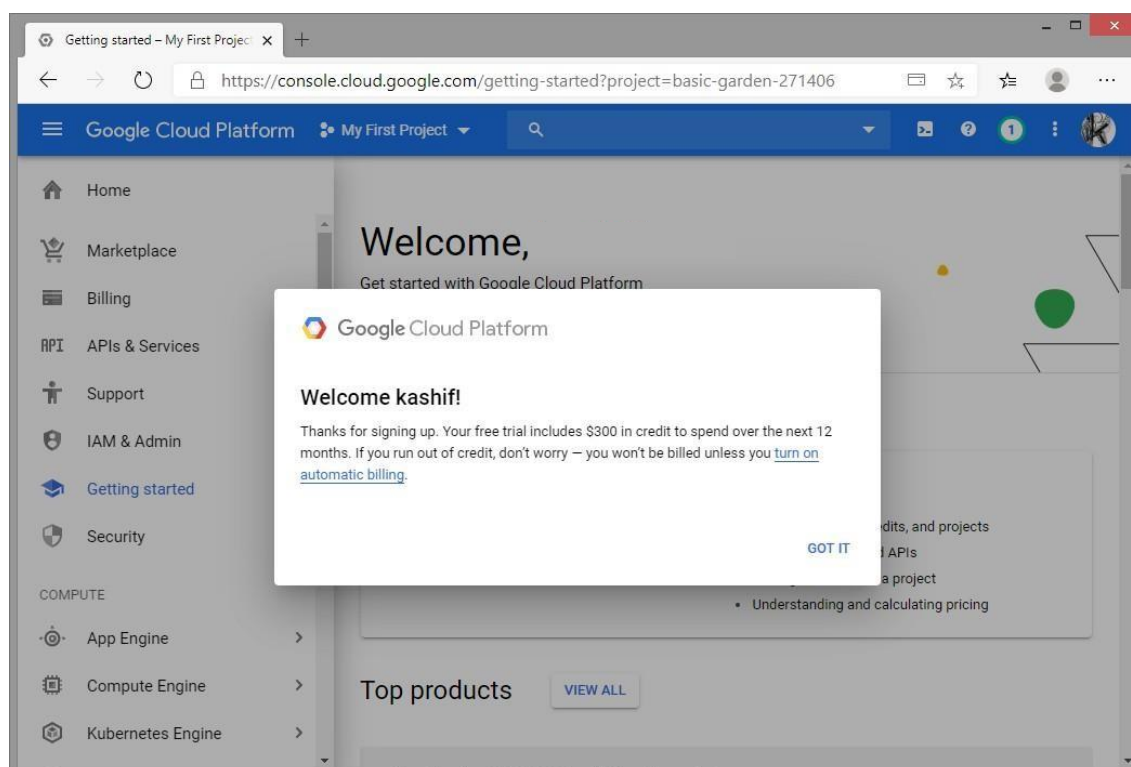 Getting started – My First Projec
https://console.cloud.google.com/getting-started?project=basic-garden-271406
Google Cloud Platform
My First Project
1
Home
Marketplace
Billing
API APIs & Services
Support
IAM & Admin
Getting started
Security
COMPUTE
App Engine
Compute Engine
Kubernetes Engine
Welcome,
Get started with Google Cloud Platform
Google Cloud Platform
Welcome kashif!
Thanks for signing up. Your free trial includes $300 in credit to spend over the next 12
months. If you run out of credit, don't worry — you won't be billed unless you turn on
automatic billing.
GOT IT
dits, and projects
APIs
a project
• Understanding and calculating pricing
Top products
VIEW ALL